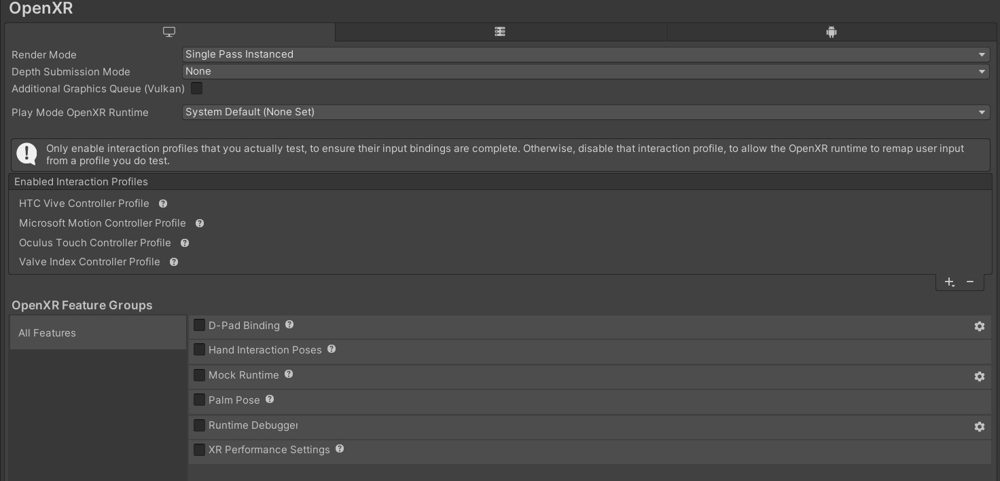 OpenXR
Render Mode
Single Pass Instanced
Depth Submission Mode
None
Additional Graphics Queue (Vulkan)
Play Mode OpenXR Runtime
System Default (None Set)
Only enable interaction profiles that you actually test, to ensure their input bindings are complete. Otherwise, disable that interaction profile, to allow the OpenXR runtime to remap user input
from a profile you do test.
Enabled Interaction Profiles
HTC Vive Controller Profile
Microsoft Motion Controller Profile
Oculus Touch Controller Profile
Valve Index Controller Profile
OpenXR Feature Groups
All Features
D-Pad Binding
Hand Interaction Poses
Mock Runtime
Palm Pose
Runtime Debugger
XR Performance Settings